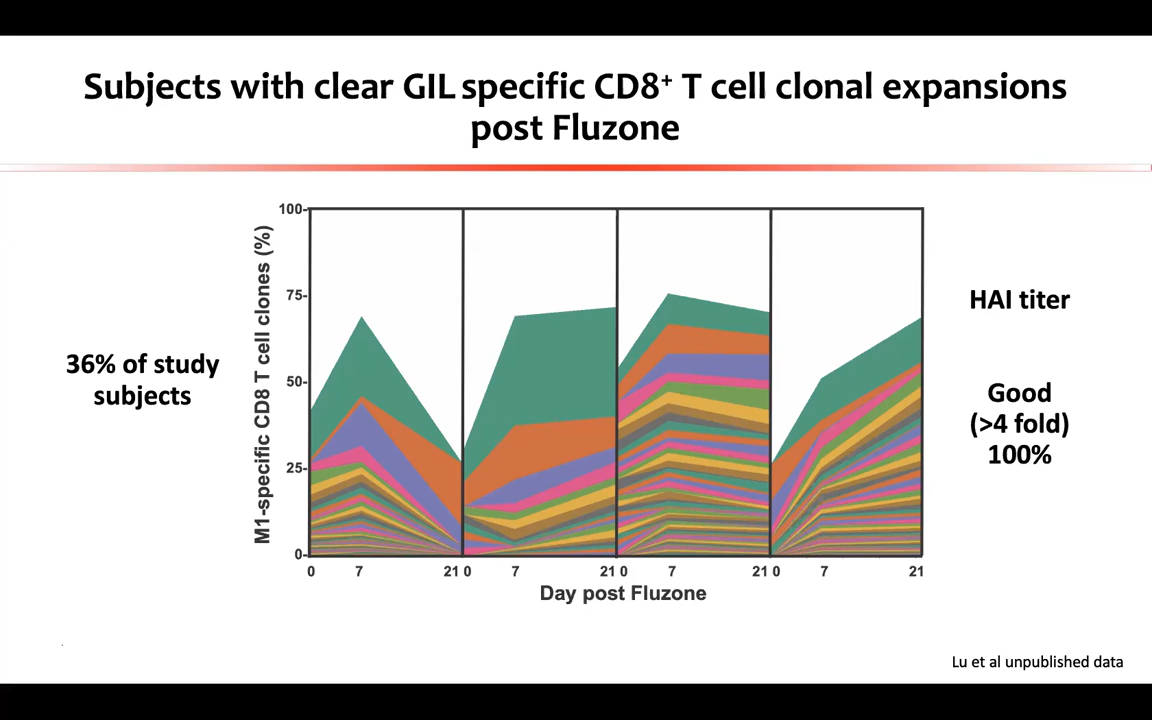 Subjects with clear GIL specific CD8⁺ T cell clonal expansions
post Fluzone
36% of study
subjects
M1-specific CD8 T cell clones (%)
100
75
50
25
0
0 7 21 0 7 21 0 7 21 0 7 21
Day post Fluzone
HAI titer
Good
(>4 fold)
100%
Lu et al unpublished data